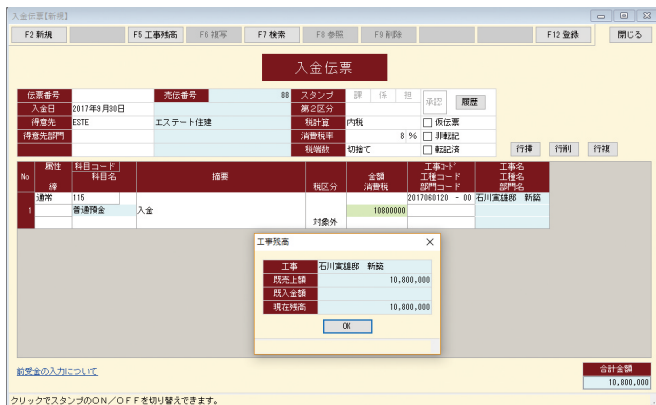 入金伝票[新規]
F2 新規 F5 工事残高 F6 複写 F7 検索 F8 参照 F9 削除 F12 登録 閉じる
入金伝票
伝票番号 売伝番号 88 スタンプ 課 係 担 承認 履歴
入金日 2017年9月30日 第2区分
得意先 ESTE エステート住建 税計算 内税 仮伝票
得意先部門 消費税率 8 % 非転記
税端数 切捨て 転記済 行挿 行削 行複
No 属性 科目コード 摘要 税区分 金額 工事コード 工事名
締 科目名 消費税 工種コード 工種名
部門コード 部門名
1 通常 115 2017060120 - 00 石川寛雄郎 新築
普通預金 入金 10800000
対象外
工事残高
工事 石川寛雄郎 新築
既売上額 10,800,000
既入金額
現在残高 10,800,000
OK
前受金の入力について
合計金額
10,800,000
クリックでスタンプのON/OFFを切り替えできます。